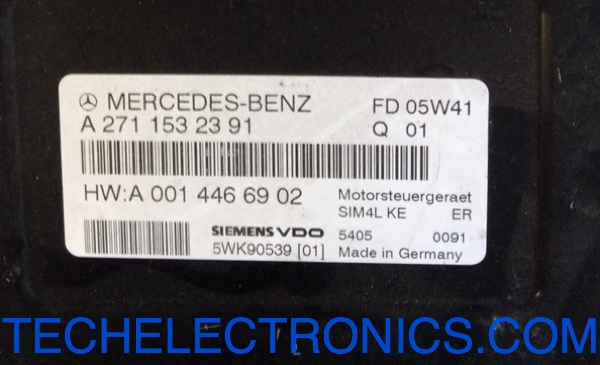 MERCEDES-BENZ FD 05W41
A 271 153 23 91 Q 01
HW:A 001 446 69 02 Motorsteuergeraet
SIM4L KE ER
SIEMENS VDO 5405 0091
5WK90539 [01] Made in Germany
TECHELECTRONICS.COM